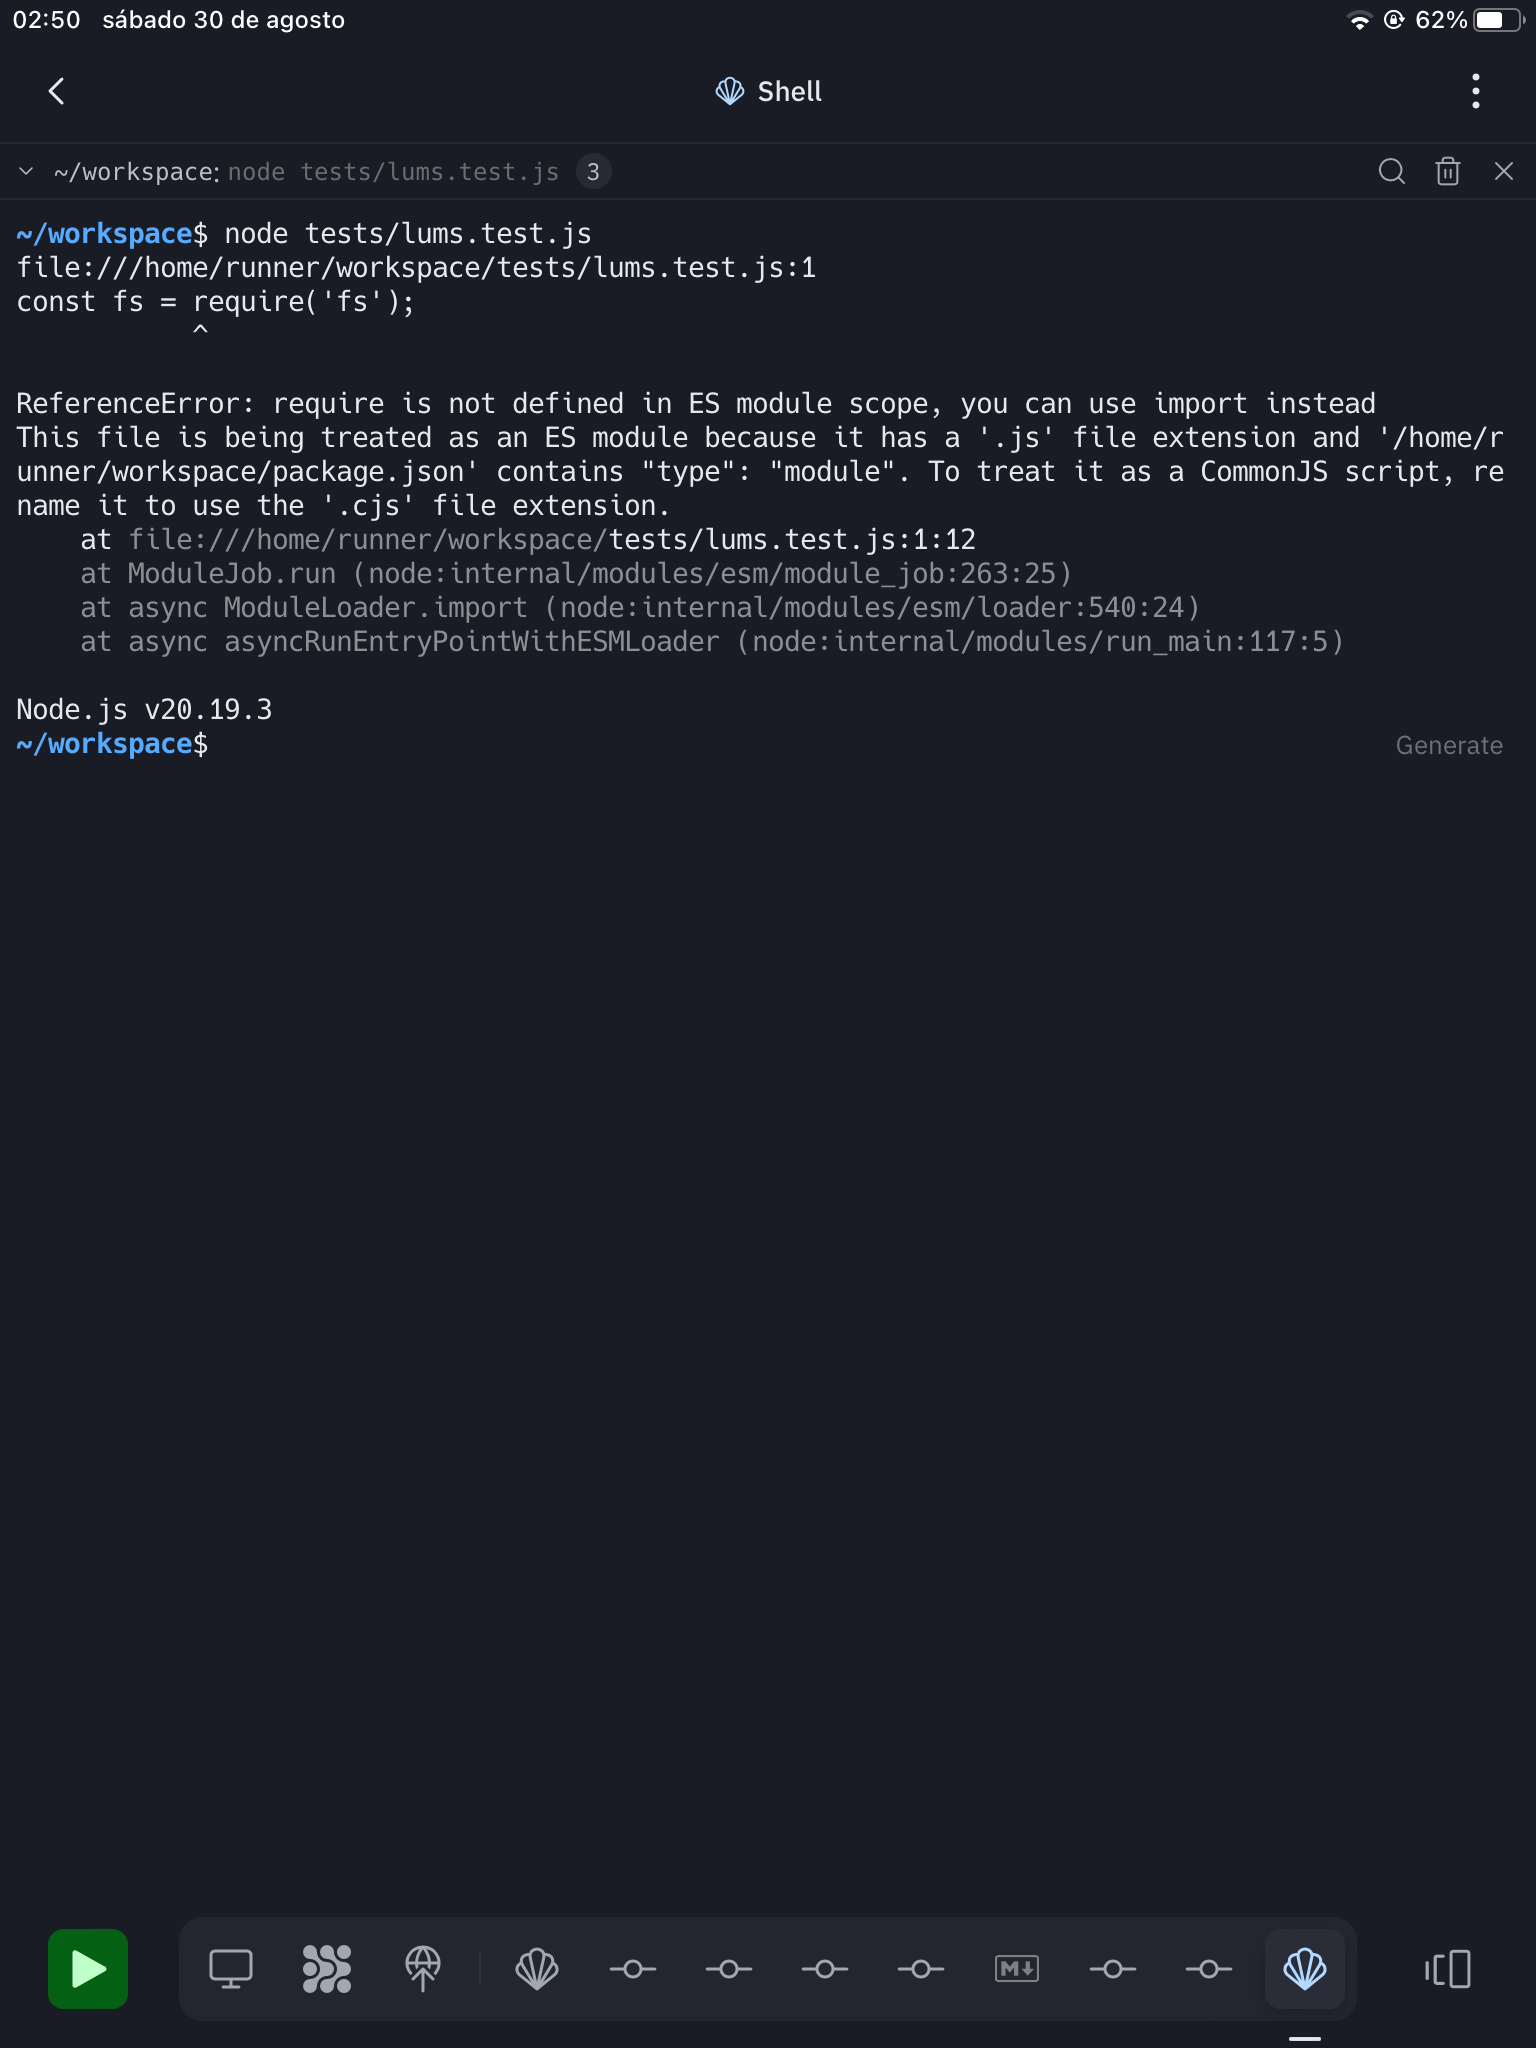 02:50 sábado 30 de agosto 62%
Shell
~/workspace: node tests/lums.test.js 3
~/workspace$ node tests/lums.test.js
file:///home/runner/workspace/tests/lums.test.js:1
const fs = require('fs');
^
ReferenceError: require is not defined in ES module scope, you can use import instead
This file is being treated as an ES module because it has a '.js' file extension and '/home/r
unner/workspace/package.json' contains "type": "module". To treat it as a CommonJS script, re
name it to use the '.cjs' file extension.
at file:///home/runner/workspace/tests/lums.test.js:1:12
at ModuleJob.run (node:internal/modules/esm/module_job:263:25)
at async ModuleLoader.import (node:internal/modules/esm/loader:540:24)
at async asyncRunEntryPointWithESMLoader (node:internal/modules/run_main:117:5)
Node.js v20.19.3
~/workspace$ Generate
M